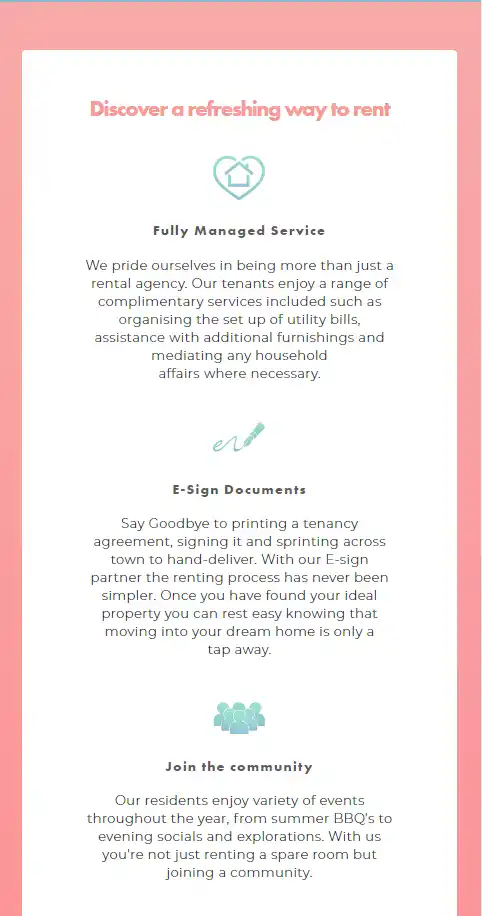 Discover a refreshing way to rent
Fully Managed Service
We pride ourselves in being more than just a
rental agency. Our tenants enjoy a range of
complimentary services included such as
organising the set up of utility bills,
assistance with additional furnishings and
mediating any household
affairs where necessary.
E-Sign Documents
Say Goodbye to printing a tenancy
agreement, signing it and sprinting across
town to hand-deliver. With our E-sign
partner the renting process has never been
simpler. Once you have found your ideal
property you can rest easy knowing that
moving into your dream home is only a
tap away.
Join the community
Our residents enjoy variety of events
throughout the year, from summer BBQ's to
evening socials and explorations. With us
you're not just renting a spare room but
joining a community.